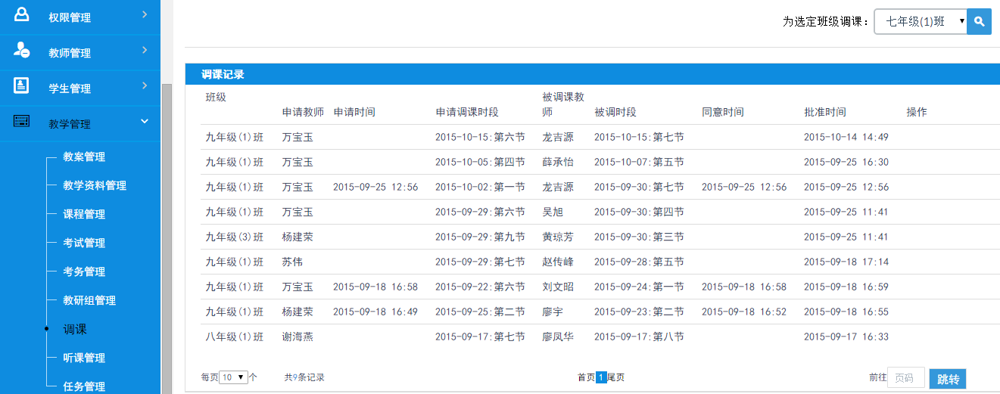 权限管理
教师管理
学生管理
教学管理
教案管理
教学资料管理
课程管理
考试管理
考务管理
教研组管理
调课
听课管理
任务管理
为选定班级调课： 七年级(1)班
调课记录
班级 申请教师 申请时间 申请调课时段 被调课教师 被调时段 同意时间 批准时间 操作
九年级(1)班 万宝玉 2015-10-15:第六节 龙吉源 2015-10-15:第七节 2015-10-14 14:49
九年级(1)班 万宝玉 2015-10-05:第四节 薛承怡 2015-10-07:第五节 2015-09-25 16:30
九年级(1)班 万宝玉 2015-09-25 12:56 2015-10-02:第一节 龙吉源 2015-09-30:第七节 2015-09-25 12:56 2015-09-25 12:56
九年级(1)班 万宝玉 2015-09-29:第六节 吴旭 2015-09-30:第四节 2015-09-25 11:41
九年级(3)班 杨建荣 2015-09-29:第九节 黄琼芳 2015-09-30:第三节 2015-09-25 11:41
九年级(1)班 苏伟 2015-09-29:第七节 赵传峰 2015-09-28:第五节 2015-09-18 17:14
九年级(1)班 万宝玉 2015-09-18 16:58 2015-09-22:第六节 刘文昭 2015-09-24:第一节 2015-09-18 16:58 2015-09-18 16:59
九年级(1)班 杨建荣 2015-09-18 16:49 2015-09-25:第二节 廖宇 2015-09-23:第二节 2015-09-18 16:52 2015-09-18 16:55
八年级(1)班 谢海燕 2015-09-17:第七节 廖凤华 2015-09-17:第八节 2015-09-17 16:33
每页 10 个 共9条记录 首页 1 尾页 前往 页码 跳转